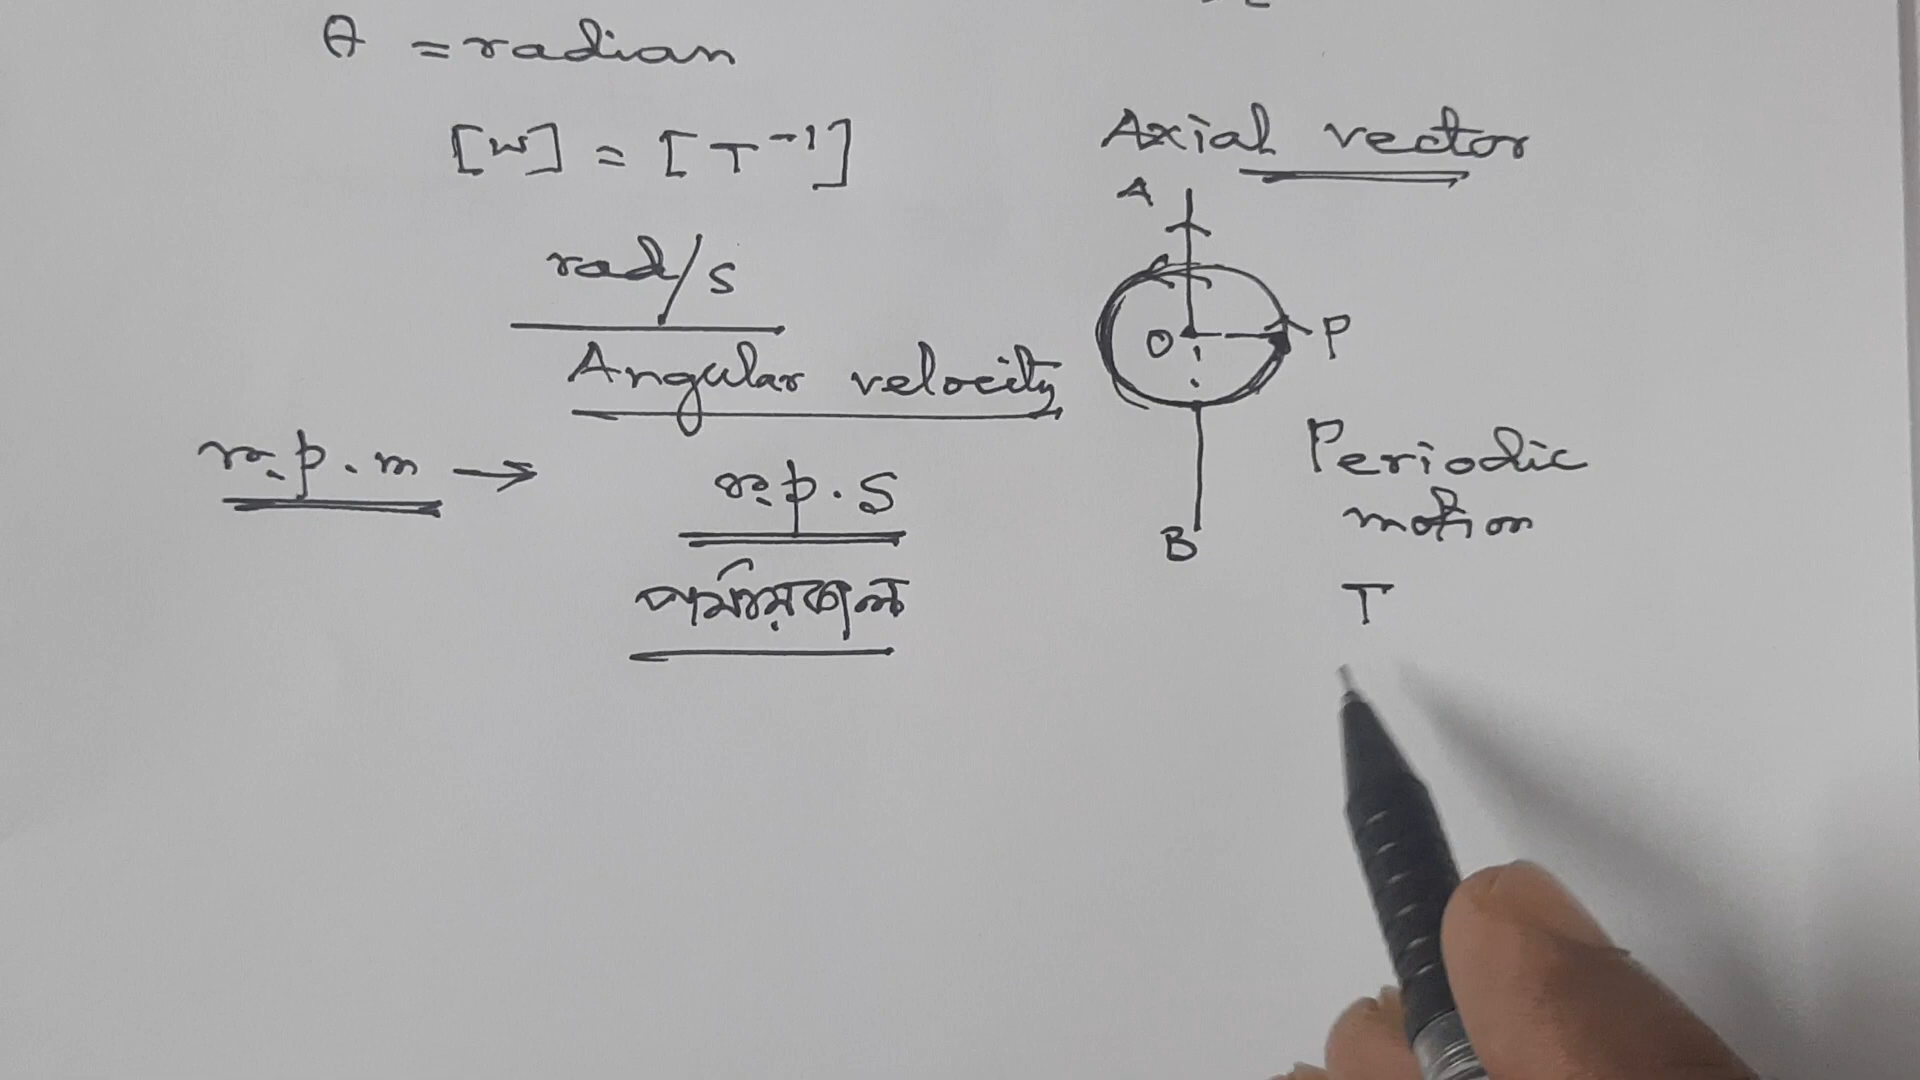 θ = radian
[ω] = [T⁻¹]
rad/s
Angular velocity
r.p.m →
r.p.s
পর্যায়কাল
Axial vector
A
O
P
B
Periodic
motion
T